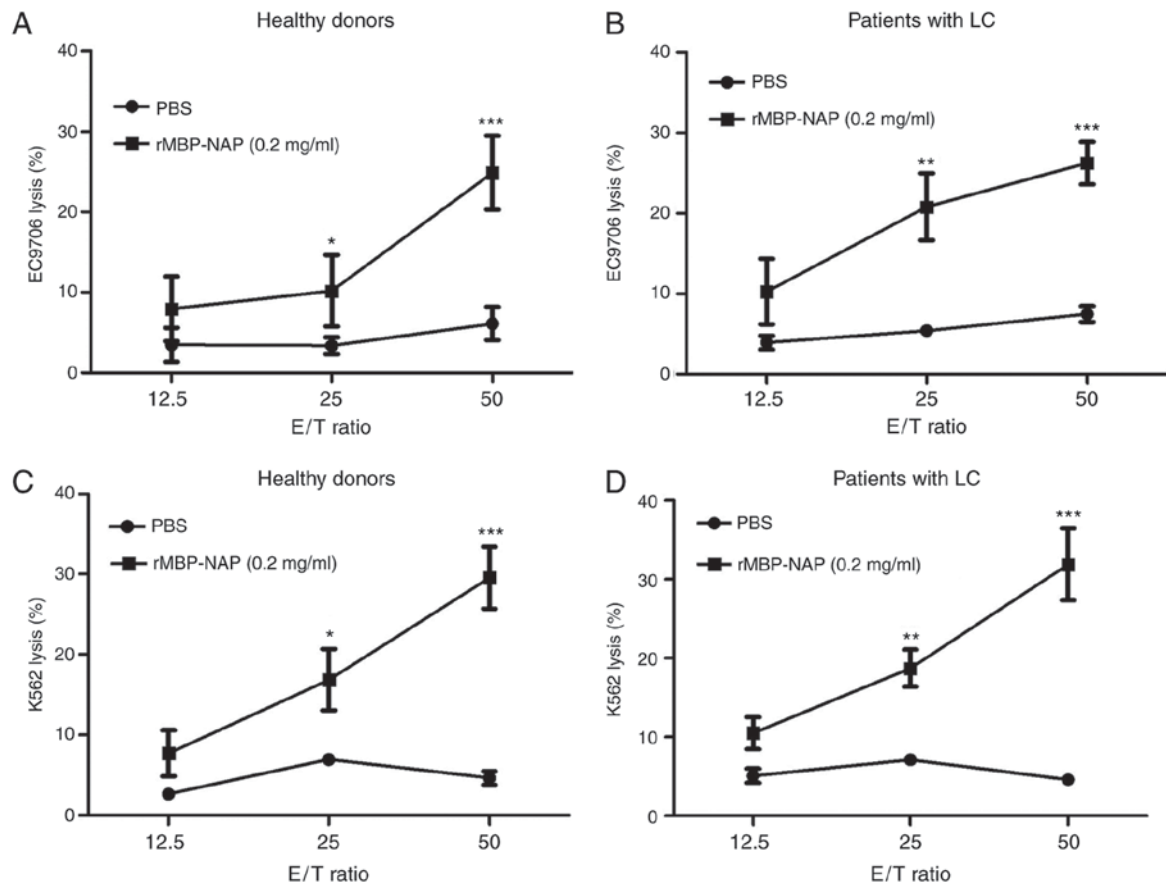 A
Healthy donors
40
30
20
10
0
EC9706 lysis (%)
PBS
rMBP-NAP (0.2 mg/ml)
*
***
12.5 25 50
E/T ratio
B
Patients with LC
40
30
20
10
0
EC9706 lysis (%)
PBS
rMBP-NAP (0.2 mg/ml)
**
***
12.5 25 50
E/T ratio
C
Healthy donors
40
30
20
10
0
K562 lysis (%)
PBS
rMBP-NAP (0.2 mg/ml)
*
***
12.5 25 50
E/T ratio
D
Patients with LC
40
30
20
10
0
K562 lysis (%)
PBS
rMBP-NAP (0.2 mg/ml)
**
***
12.5 25 50
E/T ratio